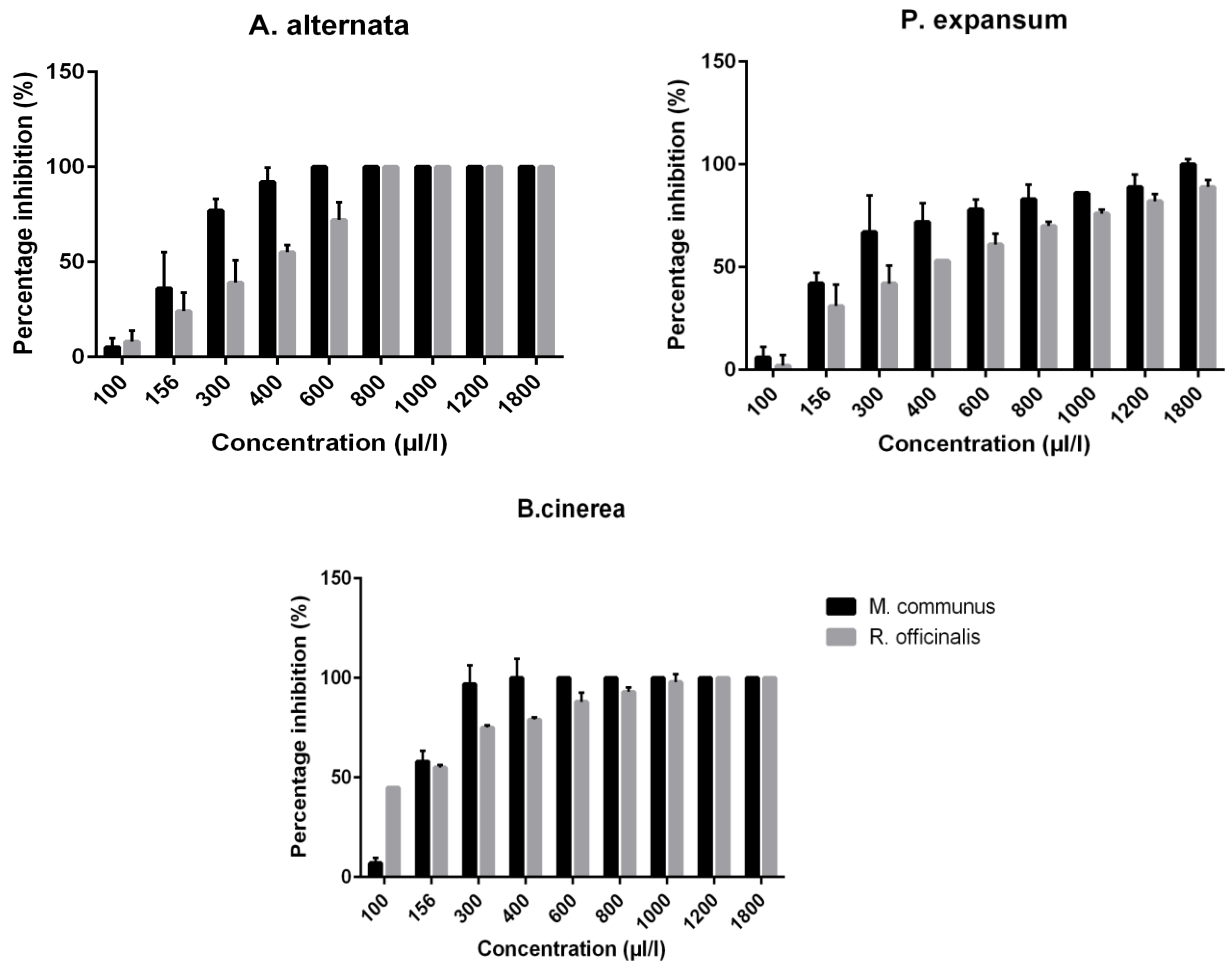 A. alternata
Percentage inhibition (%)
150
100
50
0
100 156 300 400 600 800 1000 1200 1800
Concentration (µl/l)
P. expansum
Percentage inhibition (%)
150
100
50
0
100 156 300 400 600 800 1000 1200 1800
Concentration (µl/l)
B.cinerea
Percentage inhibition (%)
150
100
50
0
100 156 300 400 600 800 1000 1200 1800
Concentration (µl/l)
M. communus
R. officinalis